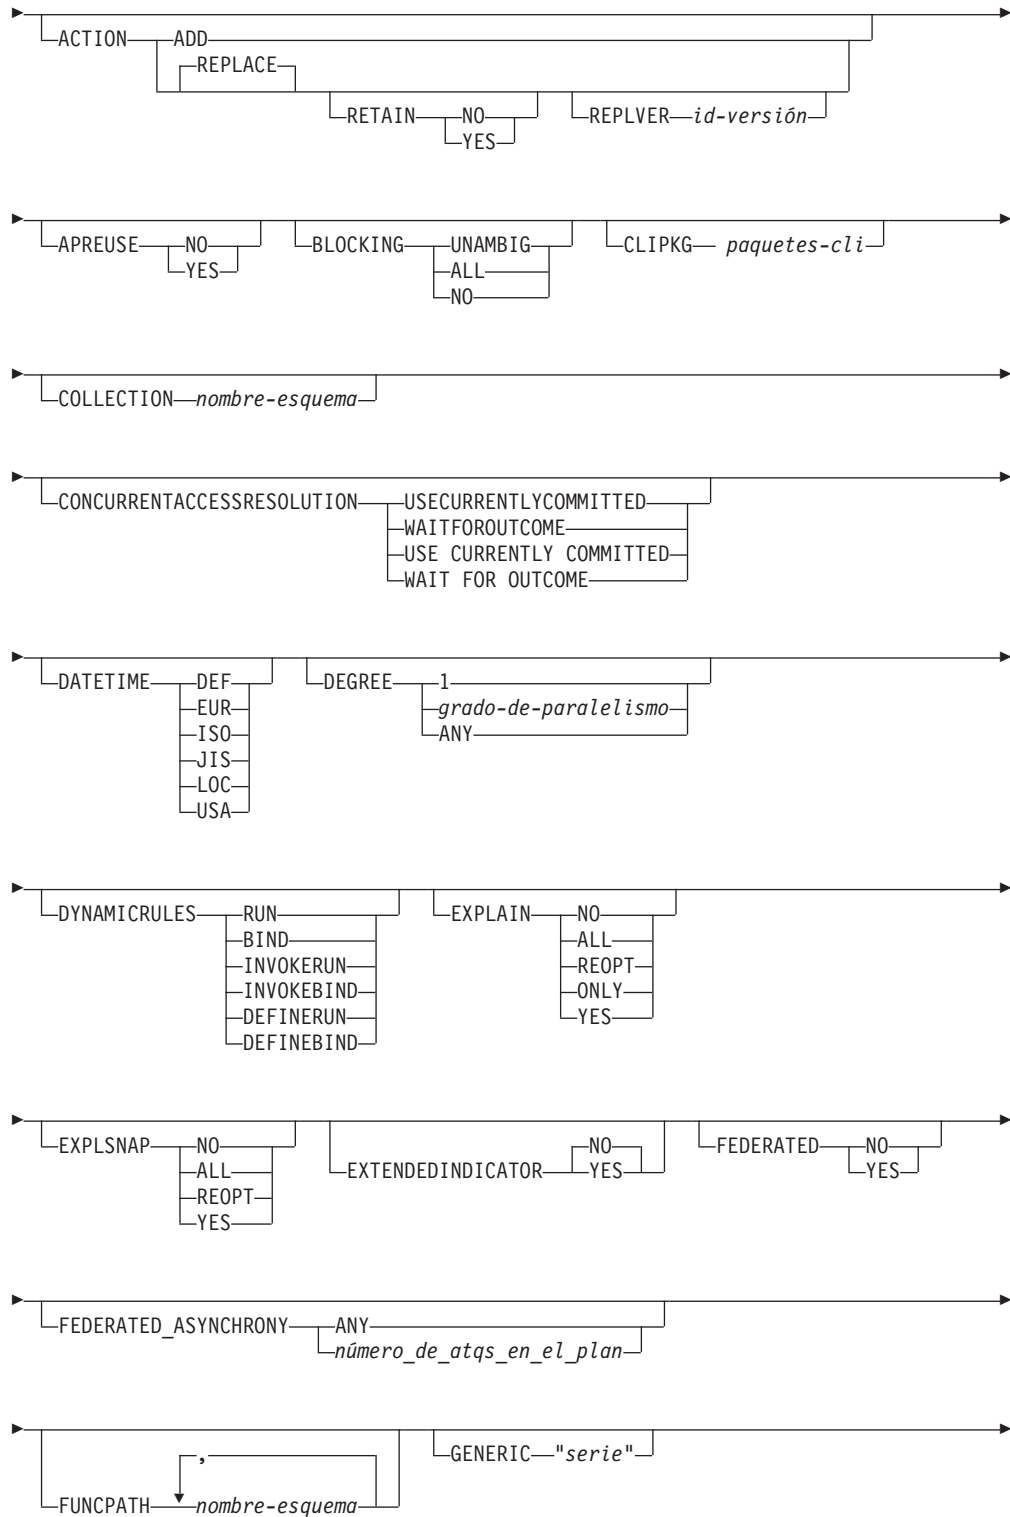 ACTION ADD
REPLACE
RETAIN NO REPLVER id-versión
YES
APREUSE NO BLOCKING UNAMBIG CLIPKG paquetes-cli
YES ALL
NO
COLLECTION nombre-esquema
CONCURRENTACCESSRESOLUTION USECURRENTLYCOMMITTED
WAITFOROUTCOME
USE CURRENTLY COMMITTED
WAIT FOR OUTCOME
DATETIME DEF DEGREE 1
EUR grado-de-paralelismo
ISO ANY
JIS
LOC
USA
DYNAMICRULES RUN EXPLAIN NO
BIND ALL
INVOKERUN REOPT
INVOKEBIND ONLY
DEFINERUN YES
DEFINEBIND
EXPLSNAP NO NO FEDERATED NO
ALL EXTENDEDINDICATOR YES YES
REOPT
YES
FEDERATED_ASYNCHRONY ANY
número_de_atqs_en_el_plan
, GENERIC "serie"
FUNCPATH nombre-esquema